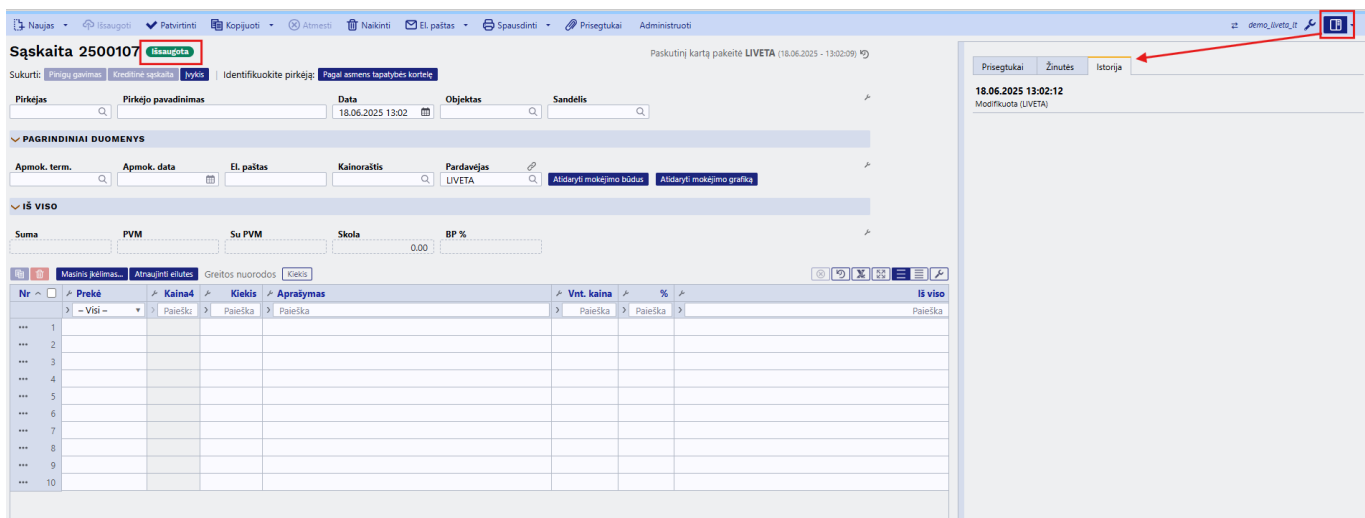 Naujas Išsaugoti Patvirtinti Kopijuoti Atmesti Naikinti El. paštas Spausdinti Prisegtukai Administruoti demo_liveta_lt
Sąskaita 2500107 Išsaugota Paskutinį kartą pakeitė LIVETA (18.06.2025 - 13:02:09)
Sukurti: Pinigų gavimas Kreditinė sąskaita Įvykis Identifikuokite pirkėją: Pagal asmens tapatybės kortelę
Prisegtukai Žinutės Istorija
18.06.2025 13:02:12
Modifikuota (LIVETA)
Pirkėjas Pirkėjo pavadinimas Data Objektas Sandėlis
18.06.2025 13:02
PAGRINDINIAI DUOMENYS
Apmok. term. Apmok. data El. paštas Kainoraštis Pardavėjas
LIVETA Atidaryti mokėjimo būdus Atidaryti mokėjimo grafiką
IŠ VISO
Suma PVM Su PVM Skola BP %
0.00
Masinis įkėlimas... Atnaujinti eilutes Greitos nuorodos Kiekis
Nr Prekė Kaina4 Kiekis Aprašymas Vnt. kaina % Iš viso
– Visi – Paieška Paieška Paieška Paieška Paieška Paieška
1
2
3
4
5
6
7
8
9
10